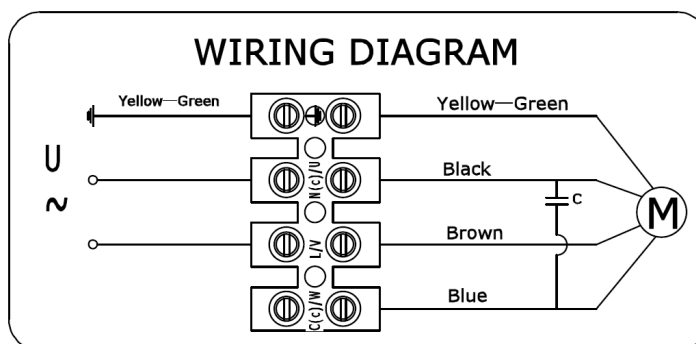 WIRING DIAGRAM
Yellow—Green
Yellow—Green
U
~
N(c)/U
Black
C
M
L/V
Brown
C(c)/W
Blue